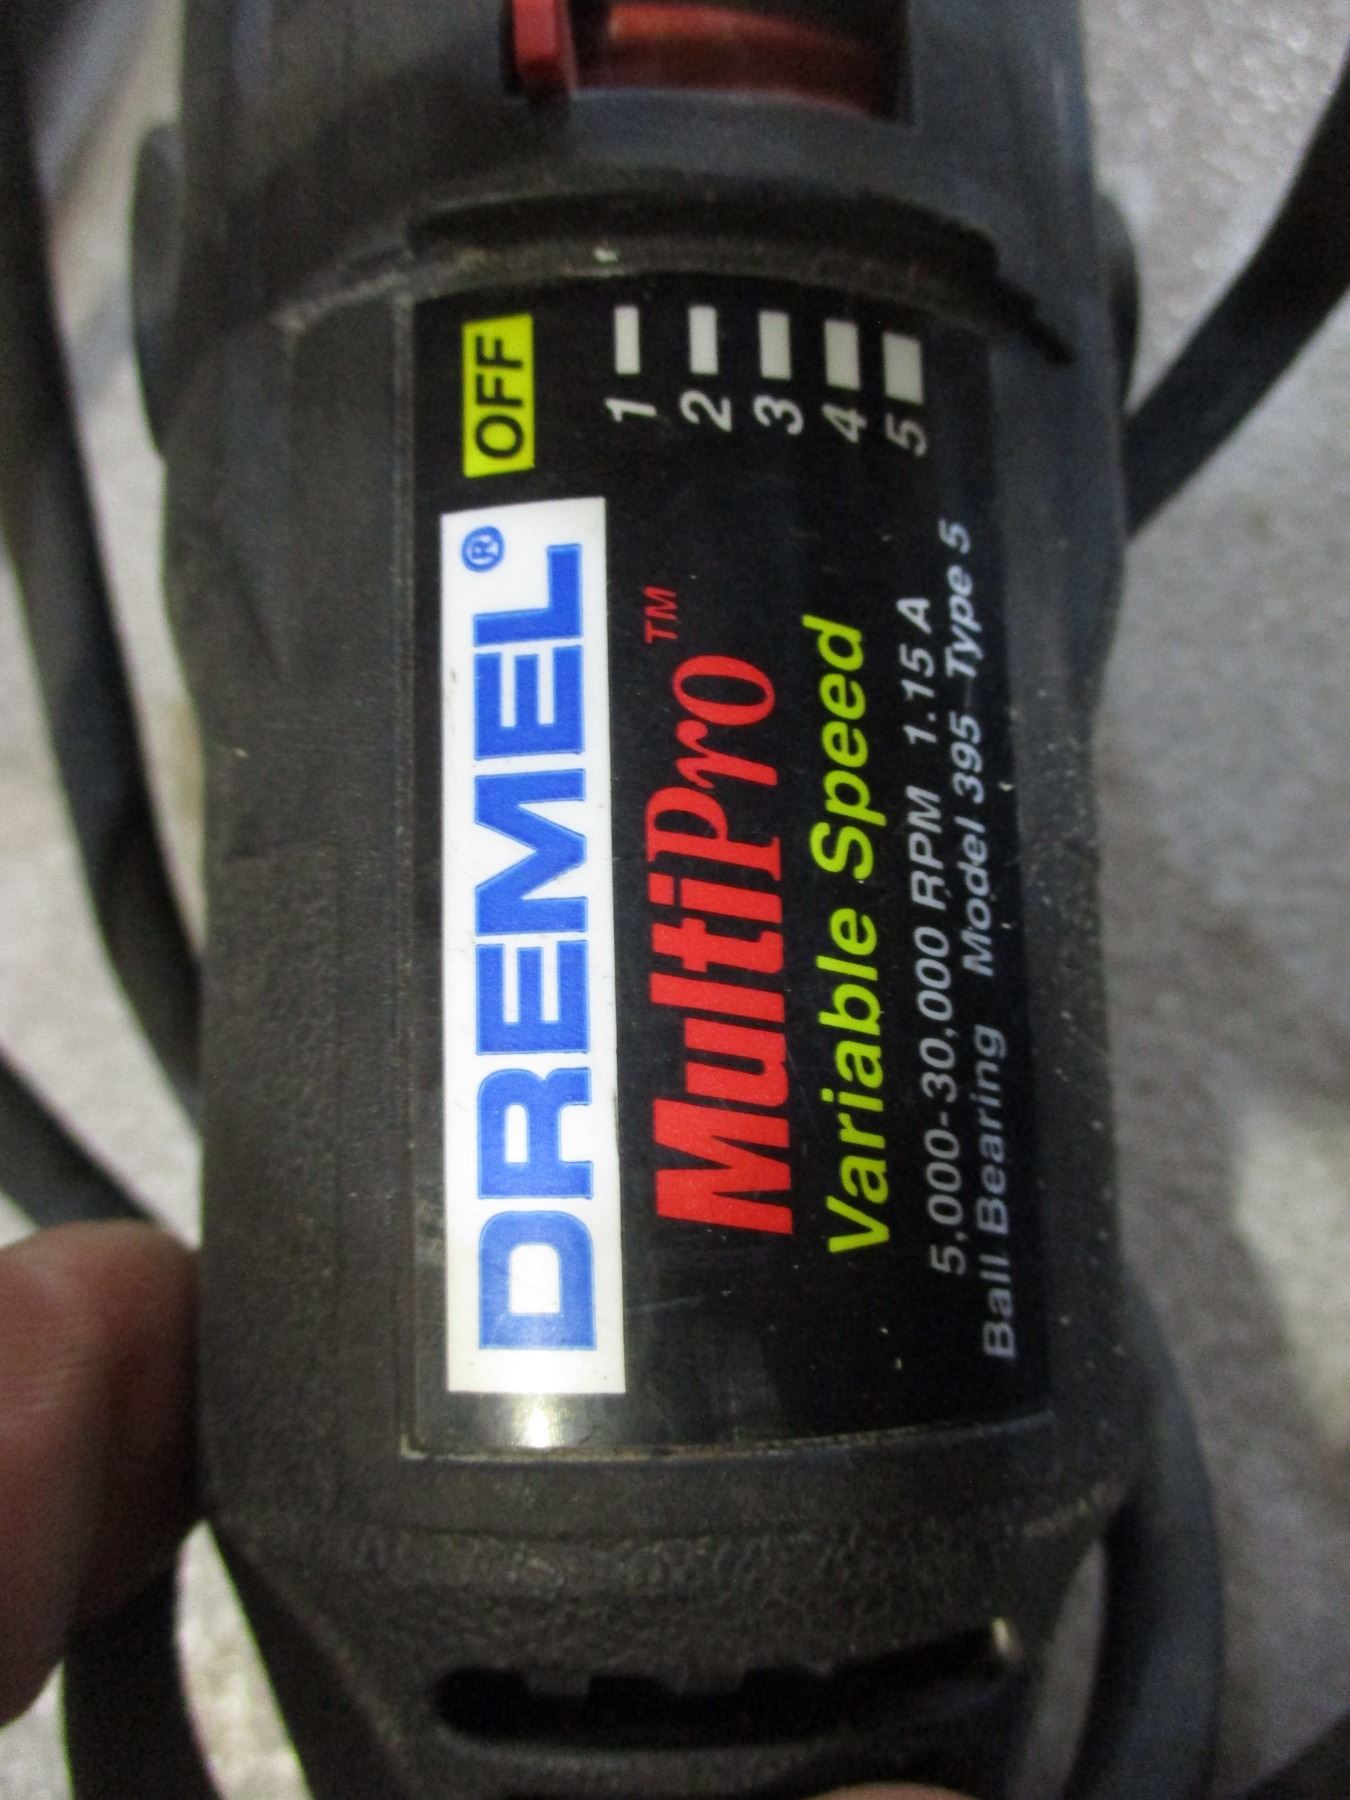 DREMEL®
MultiPro™
Variable Speed
5,000-30,000 RPM 1.15 A
Ball Bearing Model 395 Type 5
OFF
1
2
3
4
5